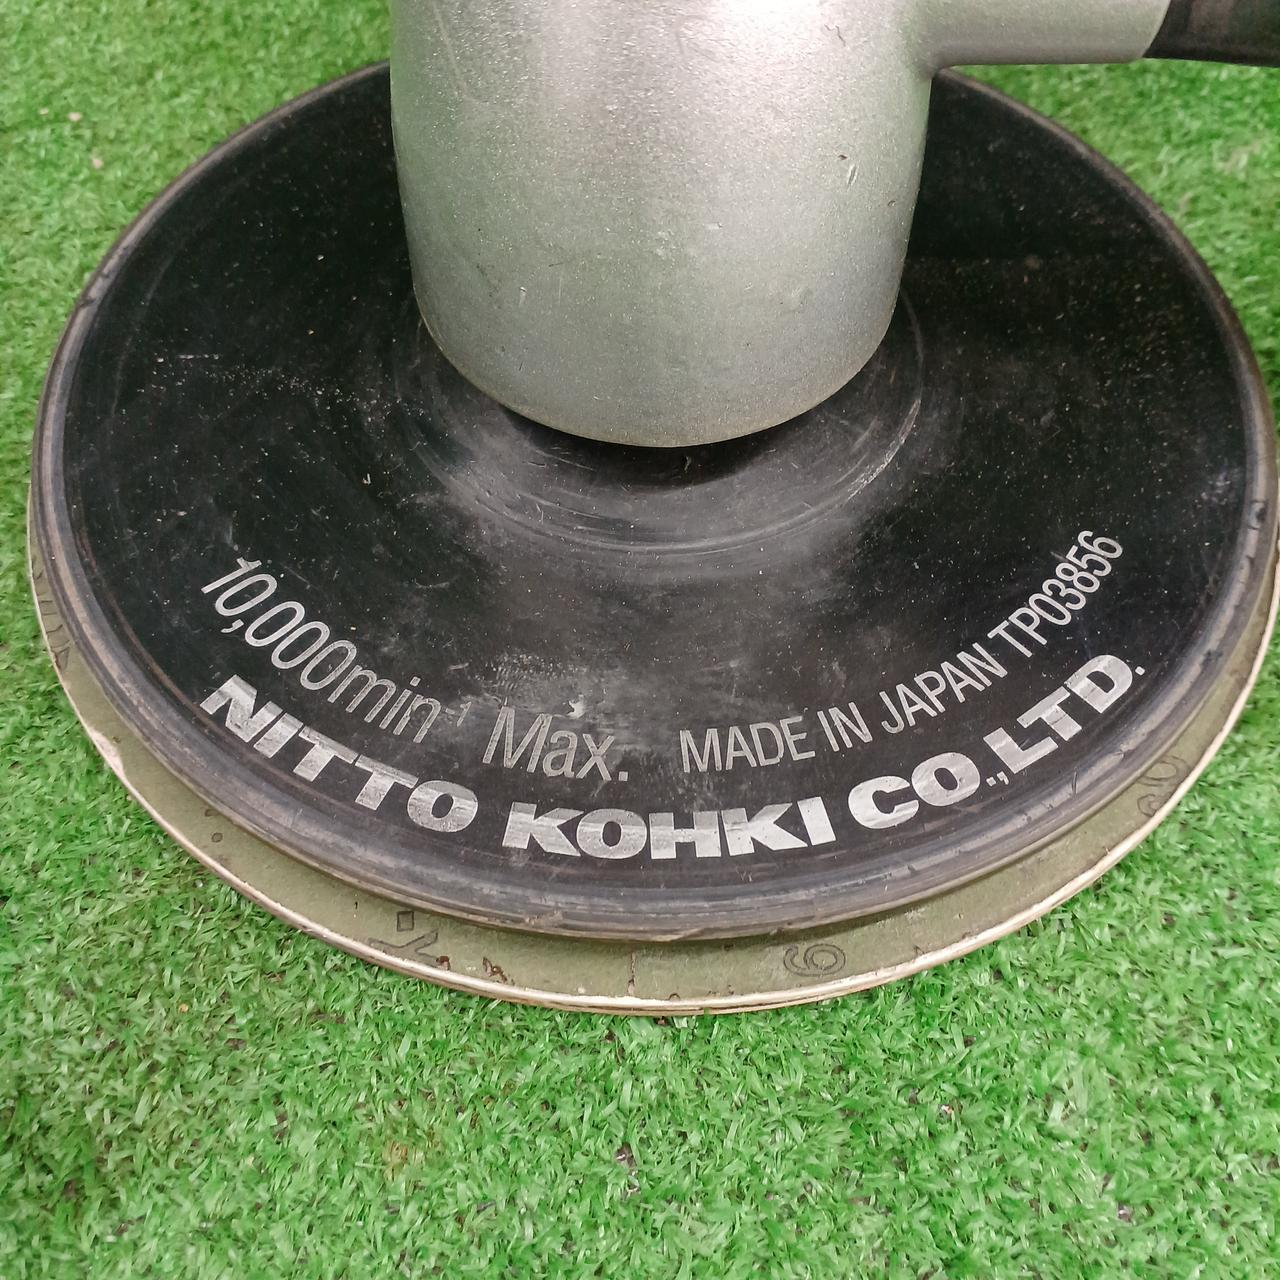 10,000min⁻¹ Max. MADE IN JAPAN TP03856
NITTO KOHKI CO.,LTD.